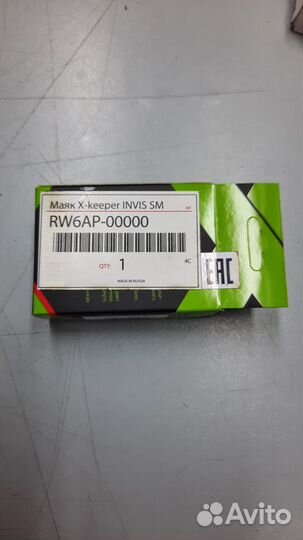 Маяк X-keeper INVIS SM
RW6AP-00000
QTY: 1
4C
MADE IN RUSSIA
EAC
Avito